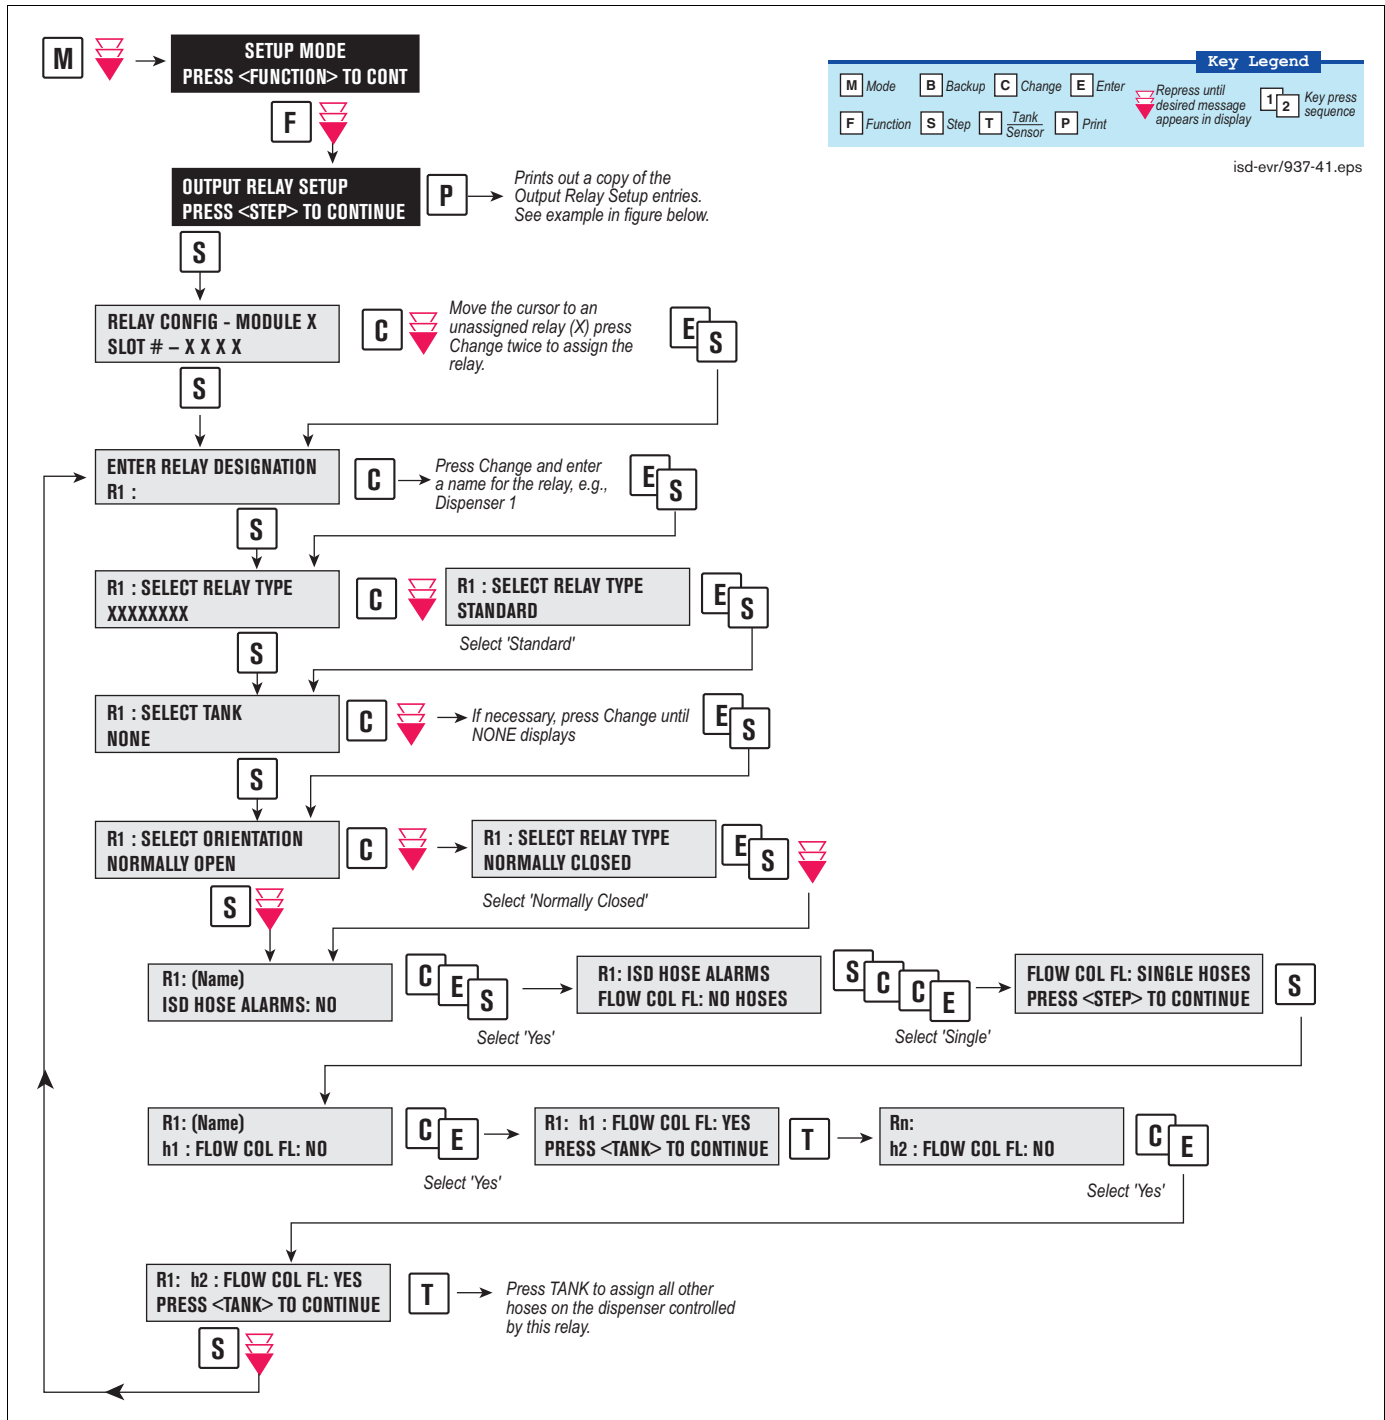 M
SETUP MODE
PRESS <FUNCTION> TO CONT
Key Legend
M Mode B Backup C Change E Enter
F Function S Step T Tank Sensor P Print
Repress until
desired message
appears in display
1 2 Key press
sequence
isd-evr/937-41.eps
F
OUTPUT RELAY SETUP
PRESS <STEP> TO CONTINUE
P
Prints out a copy of the
Output Relay Setup entries.
See example in figure below.
S
RELAY CONFIG - MODULE X
SLOT # – X X X X
C
Move the cursor to an
unassigned relay (X) press
Change twice to assign the
relay.
E S
S
ENTER RELAY DESIGNATION
R1 :
C
Press Change and enter
a name for the relay, e.g.,
Dispenser 1
E S
S
R1 : SELECT RELAY TYPE
XXXXXXXX
C
R1 : SELECT RELAY TYPE
STANDARD
Select 'Standard'
E S
S
R1 : SELECT TANK
NONE
C
If necessary, press Change until
NONE displays
E S
S
R1 : SELECT ORIENTATION
NORMALLY OPEN
C
R1 : SELECT RELAY TYPE
NORMALLY CLOSED
Select 'Normally Closed'
E S
S
R1: (Name)
ISD HOSE ALARMS: NO
C E S
Select 'Yes'
R1: ISD HOSE ALARMS
FLOW COL FL: NO HOSES
S C C E
Select 'Single'
FLOW COL FL: SINGLE HOSES
PRESS <STEP> TO CONTINUE
S
R1: (Name)
h1 : FLOW COL FL: NO
C E
Select 'Yes'
R1: h1 : FLOW COL FL: YES
PRESS <TANK> TO CONTINUE
T
Rn:
h2 : FLOW COL FL: NO
C E
Select 'Yes'
R1: h2 : FLOW COL FL: YES
PRESS <TANK> TO CONTINUE
T
Press TANK to assign all other
hoses on the dispenser controlled
by this relay.
S